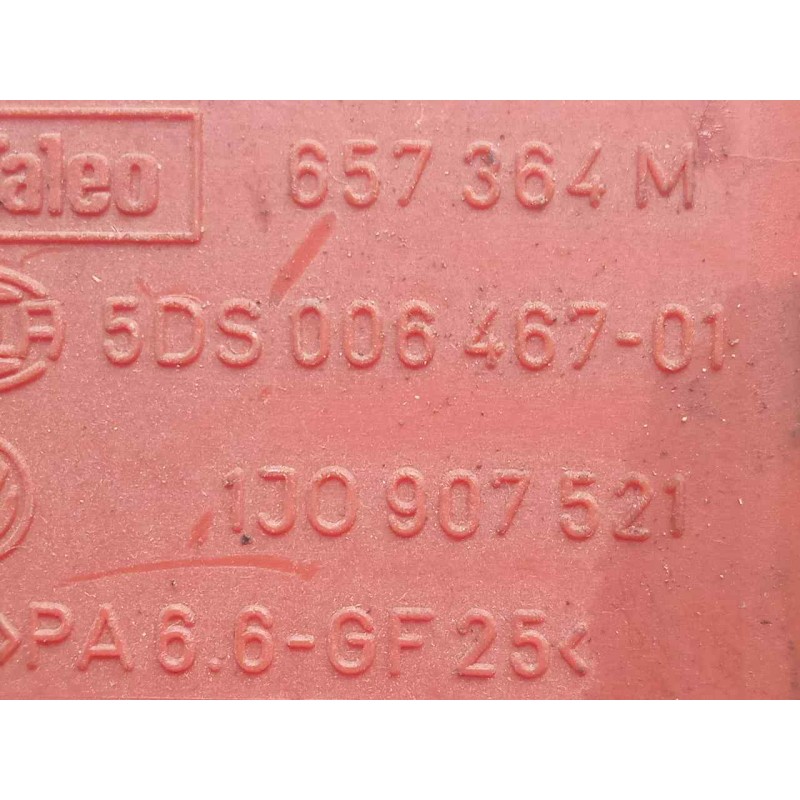 Valeo 657 364 M
5DS 006 467-01
1J0 907 521
>PA 6.6-GF 25<